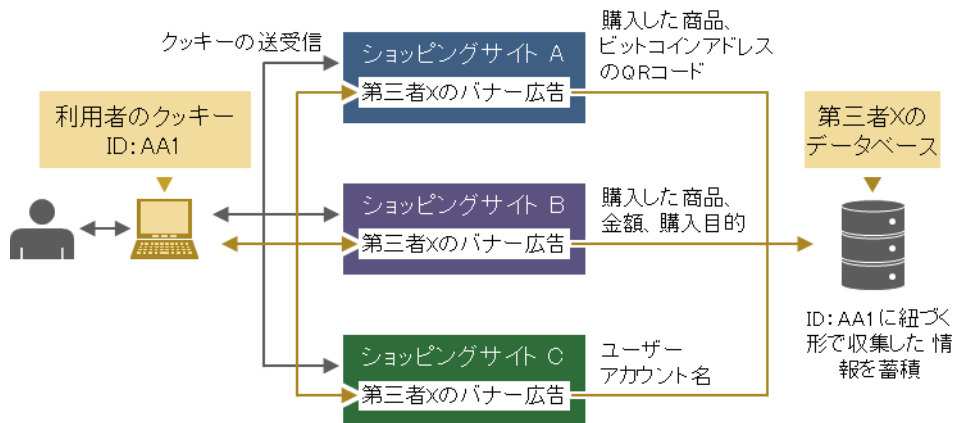 クッキーの送受信
ショッピングサイト A
第三者Xのバナー広告
購入した商品、
ビットコインアドレス
のQRコード
利用者のクッキー
ID:AA1
第三者Xの
データベース
ショッピングサイト B
第三者Xのバナー広告
購入した商品、
金額、購入目的
ショッピングサイト C
第三者Xのバナー広告
ユーザー
アカウント名
ID:AA1に紐づく
形で収集した 情
報を蓄積